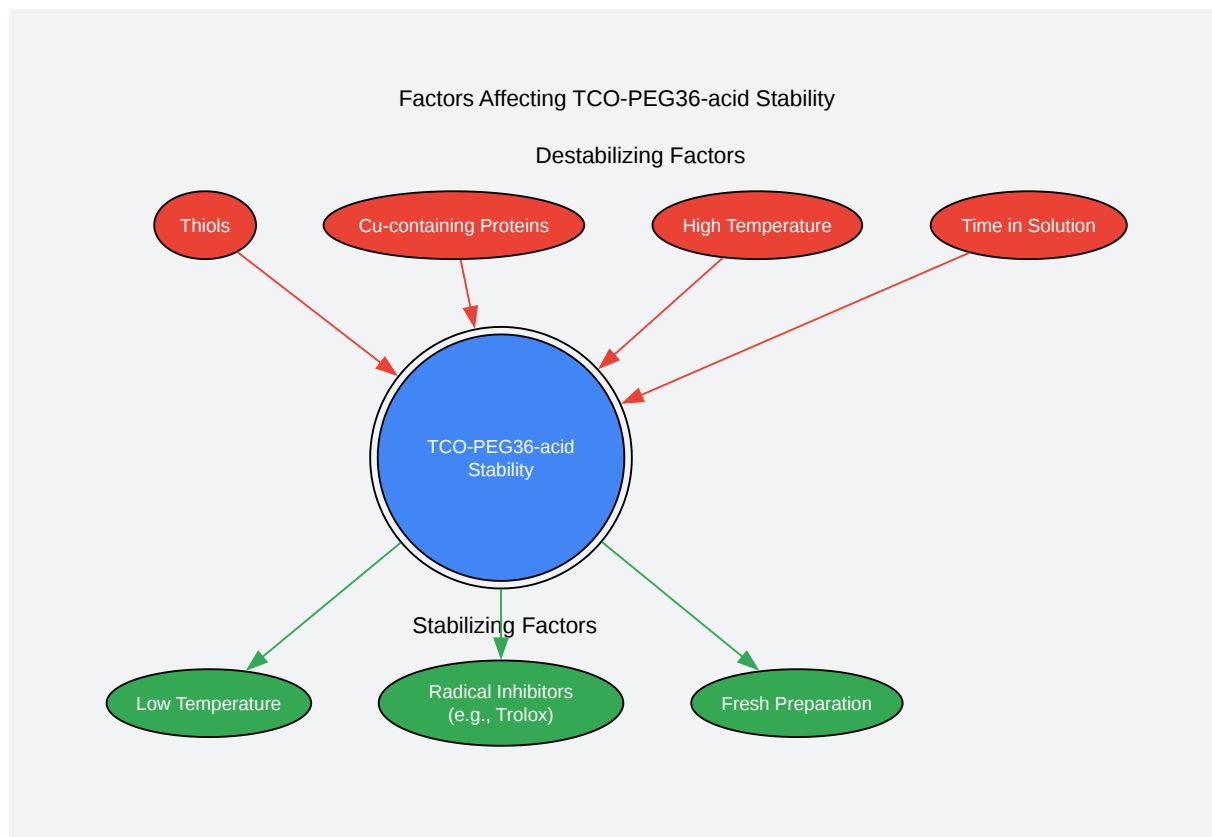 Factors Affecting TCO-PEG36-acid Stability
Destabilizing Factors
Thiols
Cu-containing Proteins
High Temperature
Time in Solution
TCO-PEG36-acid
Stability
Stabilizing Factors
Low Temperature
Radical Inhibitors
(e.g., Trolox)
Fresh Preparation